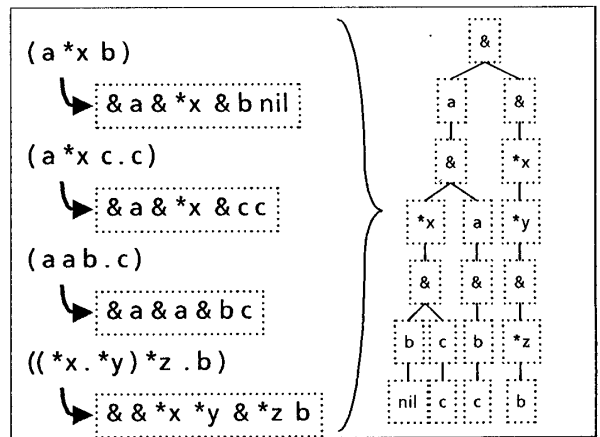 (a *x b)
& a & *x & b nil
(a *x c . c)
& a & *x & c c
(a a b . c)
& a & a & b c
((*x . *y) *z . b)
& & *x *y & *z b
&
a &
& *x
*x a *y
& & &
b c b *z
nil c c b